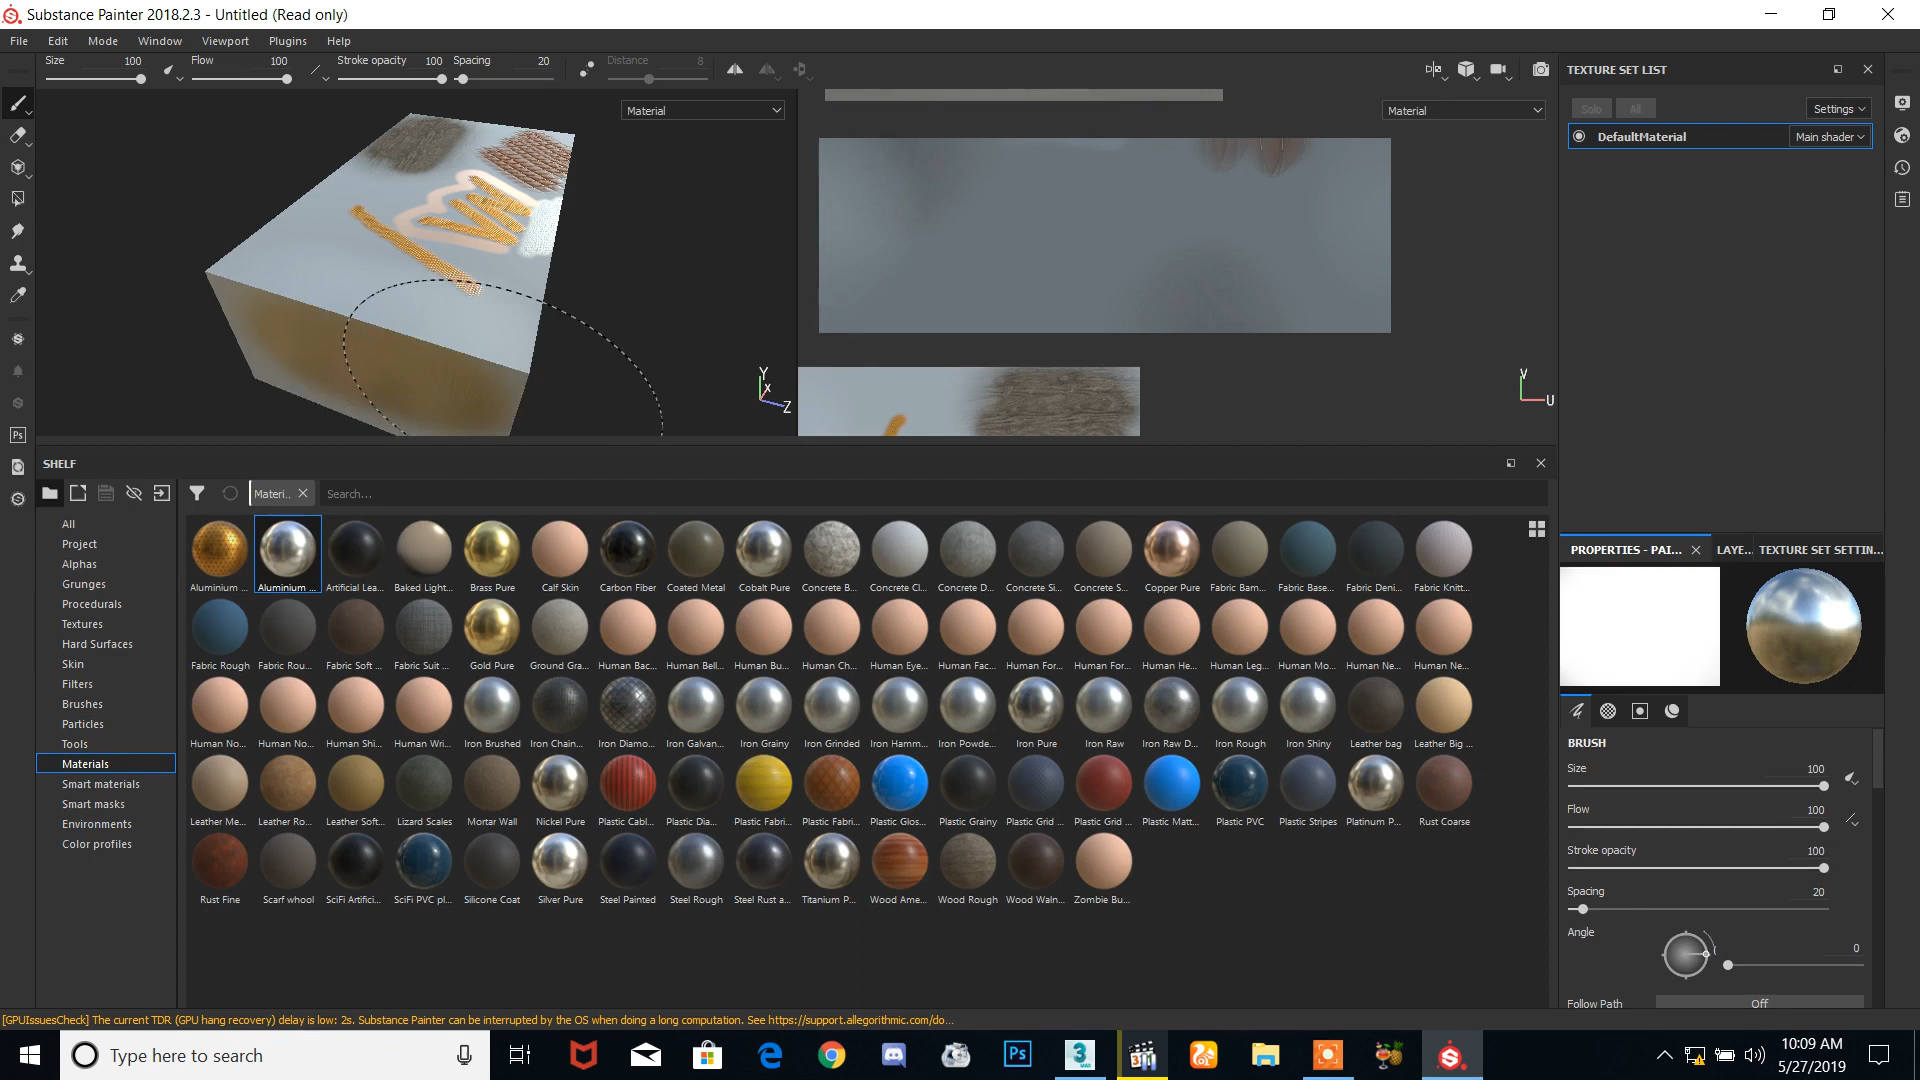 Substance Painter 2018.2.3 - Untitled (Read only)
File Edit Mode Window Viewport Plugins Help
Size 100 Flow 100 Stroke opacity 100 Spacing 20 Distance 8
TEXTURE SET LIST
Material
Material
Solo All Settings
DefaultMaterial Main shader
Y
X
Z
V
U
Ps
SHELF
Materi.. Search...
All
Project
Alphas
Grunges
Procedurals
Textures
Hard Surfaces
Skin
Filters
Brushes
Particles
Tools
Materials
Smart materials
Smart masks
Environments
Color profiles
Aluminium ... Aluminium ... Artificial Lea... Baked Light... Brass Pure Calf Skin Carbon Fiber Coated Metal Cobalt Pure Concrete B... Concrete Cl... Concrete D... Concrete Si... Concrete S... Copper Pure Fabric Bam... Fabric Base... Fabric Deni... Fabric Knitt...
Fabric Rough Fabric Rou... Fabric Soft ... Fabric Suit ... Gold Pure Ground Gra... Human Bac... Human Bell... Human Bu... Human Ch... Human Eye... Human Fac... Human For... Human For... Human He... Human Leg... Human Mo... Human Ne... Human Ne...
Human No... Human No... Human Shi... Human Wri... Iron Brushed Iron Chain... Iron Diamo... Iron Galvan... Iron Grainy Iron Grinded Iron Hamm... Iron Powde... Iron Pure Iron Raw Iron Raw D... Iron Rough Iron Shiny Leather bag Leather Big ...
Leather Me... Leather Ro... Leather Soft... Lizard Scales Mortar Wall Nickel Pure Plastic Cabl... Plastic Dia... Plastic Fabri... Plastic Fabri... Plastic Glos... Plastic Grainy Plastic Grid ... Plastic Grid ... Plastic Matt... Plastic PVC Plastic Stripes Platinum P... Rust Coarse
Rust Fine Scarf whool SciFi Artifici... SciFi PVC pl... Silicone Coat Silver Pure Steel Painted Steel Rough Steel Rust a... Titanium P... Wood Ame... Wood Rough Wood Waln... Zombie Bu...
PROPERTIES - PAI... LAYE... TEXTURE SET SETTIN...
BRUSH
Size 100
Flow 100
Stroke opacity 100
Spacing 20
Angle 0
Follow Path Off
[GPUIssuesCheck] The current TDR (GPU hang recovery) delay is low: 2s. Substance Painter can be interrupted by the OS when doing a long computation. See https://support.allegorithmic.com/do...
Type here to search
Ps
3
MAX
10:09 AM
5/27/2019